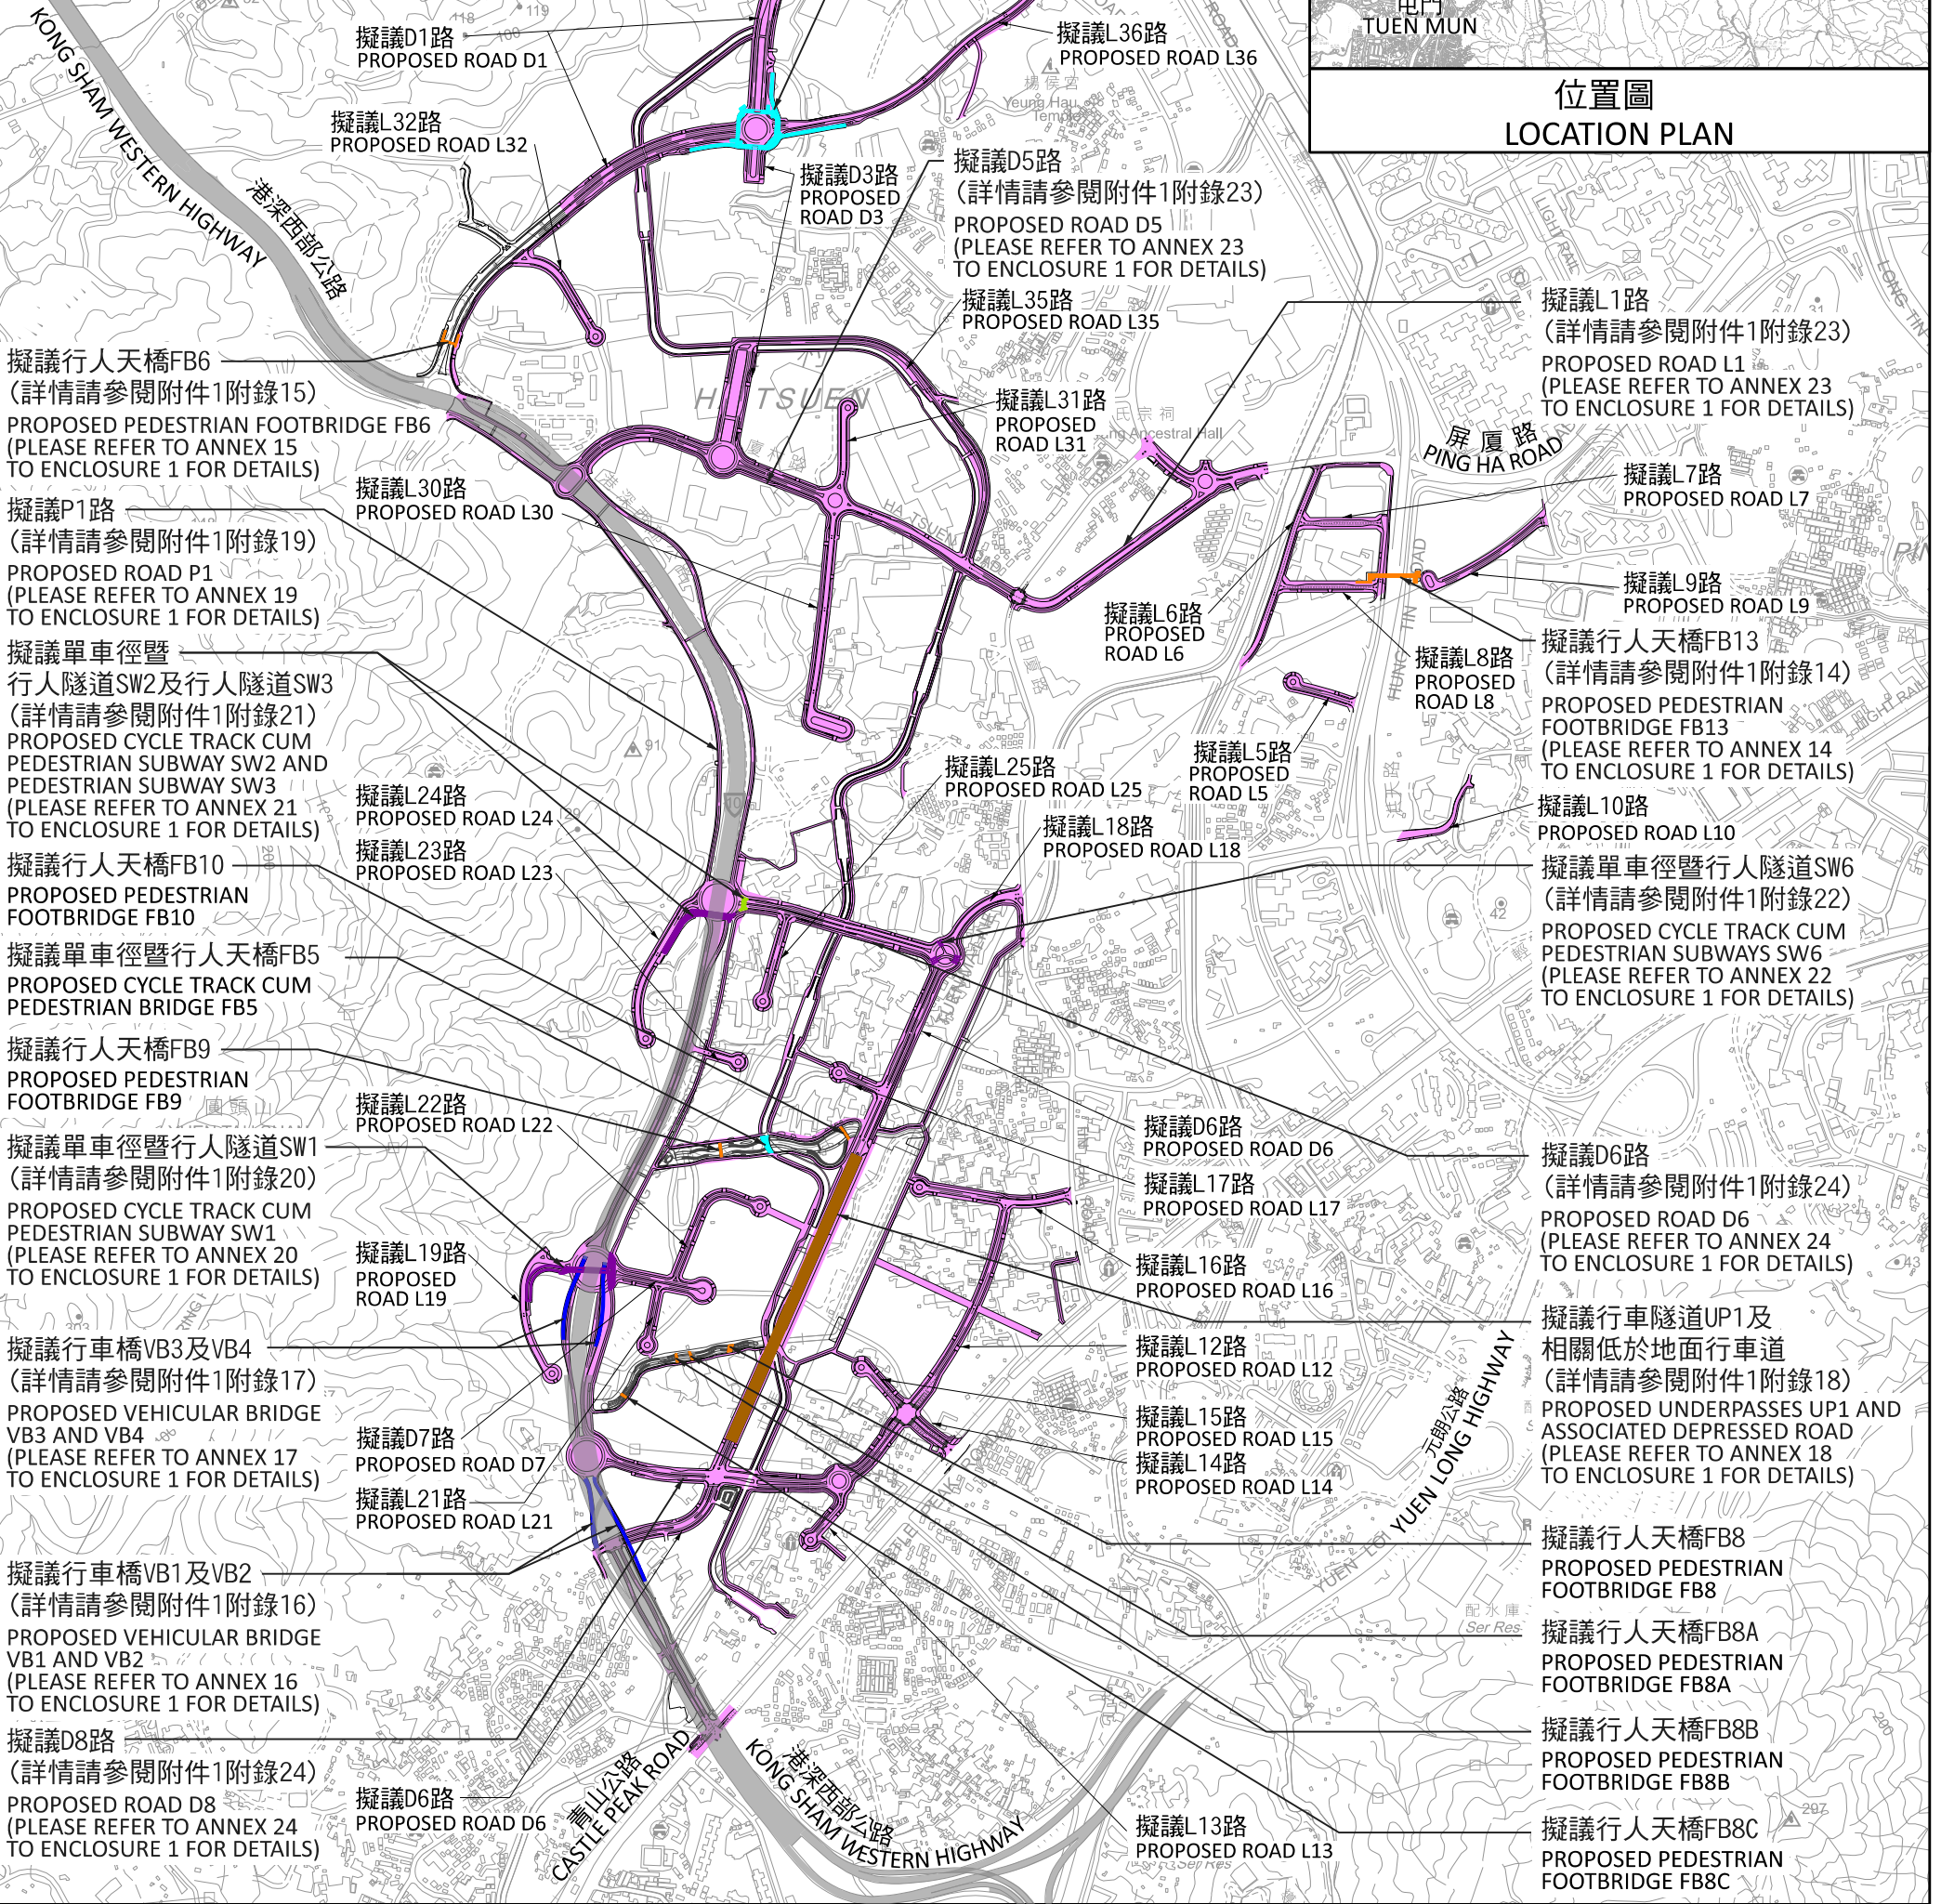 屯門
TUEN MUN
位置圖
LOCATION PLAN
KONG SHAM WESTERN HIGHWAY
港深西部公路
擬議D1路
PROPOSED ROAD D1
擬議L36路
PROPOSED ROAD L36
楊侯宮
Yeung Hau
Temple
擬議L32路
PROPOSED ROAD L32
擬議D3路
PROPOSED
ROAD D3
擬議D5路
(詳情請參閱附件1附錄23)
PROPOSED ROAD D5
(PLEASE REFER TO ANNEX 23
TO ENCLOSURE 1 FOR DETAILS)
擬議L35路
PROPOSED ROAD L35
擬議L1路
(詳情請參閱附件1附錄23)
PROPOSED ROAD L1
(PLEASE REFER TO ANNEX 23
TO ENCLOSURE 1 FOR DETAILS)
擬議行人天橋FB6
(詳情請參閱附件1附錄15)
PROPOSED PEDESTRIAN FOOTBRIDGE FB6
(PLEASE REFER TO ANNEX 15
TO ENCLOSURE 1 FOR DETAILS)
擬議L31路
PROPOSED
ROAD L31
氏宗祠
Ancestral Hall
屏厦路
PING HA ROAD
擬議L7路
PROPOSED ROAD L7
擬議L30路
PROPOSED ROAD L30
擬議P1路
(詳情請參閱附件1附錄19)
PROPOSED ROAD P1
(PLEASE REFER TO ANNEX 19
TO ENCLOSURE 1 FOR DETAILS)
擬議L9路
PROPOSED ROAD L9
擬議L6路
PROPOSED
ROAD L6
擬議L8路
PROPOSED
ROAD L8
擬議行人天橋FB13
(詳情請參閱附件1附錄14)
PROPOSED PEDESTRIAN
FOOTBRIDGE FB13
(PLEASE REFER TO ANNEX 14
TO ENCLOSURE 1 FOR DETAILS)
擬議單車徑暨
行人隧道SW2及行人隧道SW3
(詳情請參閱附件1附錄21)
PROPOSED CYCLE TRACK CUM
PEDESTRIAN SUBWAY SW2 AND
PEDESTRIAN SUBWAY SW3
(PLEASE REFER TO ANNEX 21
TO ENCLOSURE 1 FOR DETAILS)
擬議L5路
PROPOSED
ROAD L5
擬議L25路
PROPOSED ROAD L25
擬議L24路
PROPOSED ROAD L24
擬議L10路
PROPOSED ROAD L10
擬議L18路
PROPOSED ROAD L18
擬議L23路
PROPOSED ROAD L23
擬議行人天橋FB10
PROPOSED PEDESTRIAN
FOOTBRIDGE FB10
擬議單車徑暨行人隧道SW6
(詳情請參閱附件1附錄22)
PROPOSED CYCLE TRACK CUM
PEDESTRIAN SUBWAYS SW6
(PLEASE REFER TO ANNEX 22
TO ENCLOSURE 1 FOR DETAILS)
擬議單車徑暨行人天橋FB5
PROPOSED CYCLE TRACK CUM
PEDESTRIAN BRIDGE FB5
擬議行人天橋FB9
PROPOSED PEDESTRIAN
FOOTBRIDGE FB9
擬議L22路
PROPOSED ROAD L22
擬議D6路
PROPOSED ROAD D6
擬議L17路
PROPOSED ROAD L17
擬議D6路
(詳情請參閱附件1附錄24)
PROPOSED ROAD D6
(PLEASE REFER TO ANNEX 24
TO ENCLOSURE 1 FOR DETAILS)
擬議單車徑暨行人隧道SW1
(詳情請參閱附件1附錄20)
PROPOSED CYCLE TRACK CUM
PEDESTRIAN SUBWAY SW1
(PLEASE REFER TO ANNEX 20
TO ENCLOSURE 1 FOR DETAILS)
擬議L19路
PROPOSED
ROAD L19
擬議L16路
PROPOSED ROAD L16
擬議行車隧道UP1及
相關低於地面行車道
(詳情請參閱附件1附錄18)
PROPOSED UNDERPASSES UP1 AND
ASSOCIATED DEPRESSED ROAD
(PLEASE REFER TO ANNEX 18
TO ENCLOSURE 1 FOR DETAILS)
擬議L12路
PROPOSED ROAD L12
擬議行車橋VB3及VB4
(詳情請參閱附件1附錄17)
PROPOSED VEHICULAR BRIDGE
VB3 AND VB4
(PLEASE REFER TO ANNEX 17
TO ENCLOSURE 1 FOR DETAILS)
擬議L15路
PROPOSED ROAD L15
擬議L14路
PROPOSED ROAD L14
元朗公路
YUEN LONG HIGHWAY
擬議D7路
PROPOSED ROAD D7
擬議L21路
PROPOSED ROAD L21
擬議行人天橋FB8
PROPOSED PEDESTRIAN
FOOTBRIDGE FB8
擬議行車橋VB1及VB2
(詳情請參閱附件1附錄16)
PROPOSED VEHICULAR BRIDGE
VB1 AND VB2
(PLEASE REFER TO ANNEX 16
TO ENCLOSURE 1 FOR DETAILS)
配水庫
Ser Res
擬議行人天橋FB8A
PROPOSED PEDESTRIAN
FOOTBRIDGE FB8A
擬議D8路
(詳情請參閱附件1附錄24)
PROPOSED ROAD D8
(PLEASE REFER TO ANNEX 24
TO ENCLOSURE 1 FOR DETAILS)
擬議行人天橋FB8B
PROPOSED PEDESTRIAN
FOOTBRIDGE FB8B
擬議D6路
PROPOSED ROAD D6
青山公路
CASTLE PEAK ROAD
港深西部公路
KONG SHAM WESTERN HIGHWAY
擬議L13路
PROPOSED ROAD L13
擬議行人天橋FB8C
PROPOSED PEDESTRIAN
FOOTBRIDGE FB8C